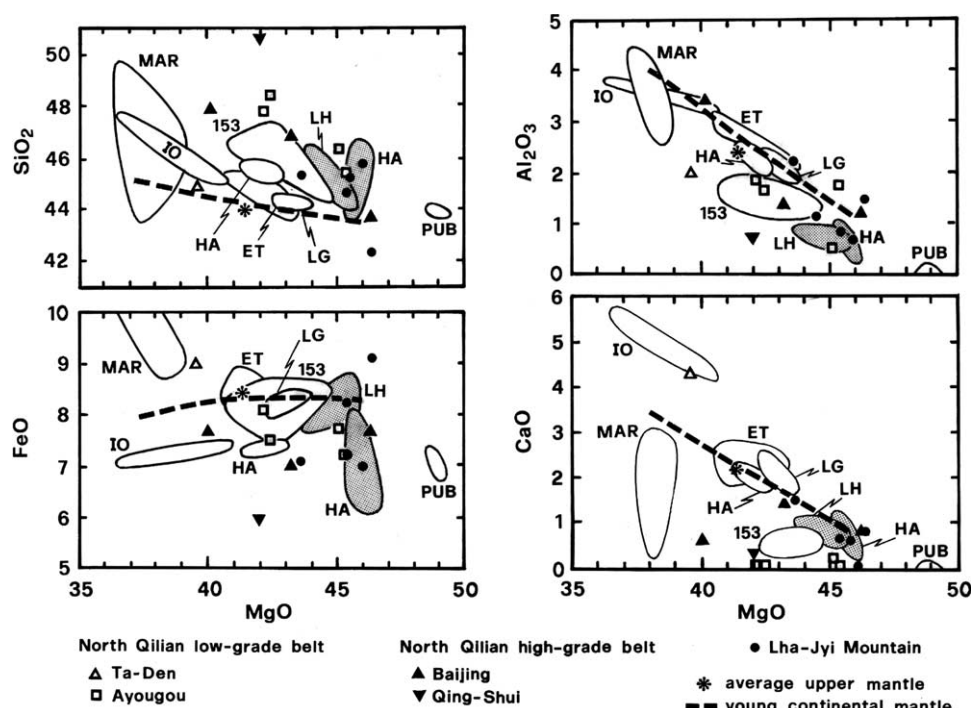 SiO2
50
48
46
44
42
MAR
IO
153
LH
HA
HA
ET
LG
PUB
Al2O3
5
4
3
2
1
0
MAR
IO
ET
HA
LG
153
LH
HA
PUB
FeO
10
9
8
7
6
5
MAR
ET
LG
153
LH
IO
HA
HA
PUB
35 40 45 50
MgO
CaO
6
5
4
3
2
1
0
IO
MAR
ET
LG
HA
LH
153
HA
PUB
35 40 45 50
MgO
North Qilian low-grade belt
Ta-Den
Ayougou
North Qilian high-grade belt
Baijing
Qing-Shui
Lha-Jyi Mountain
average upper mantle
young continental mantle